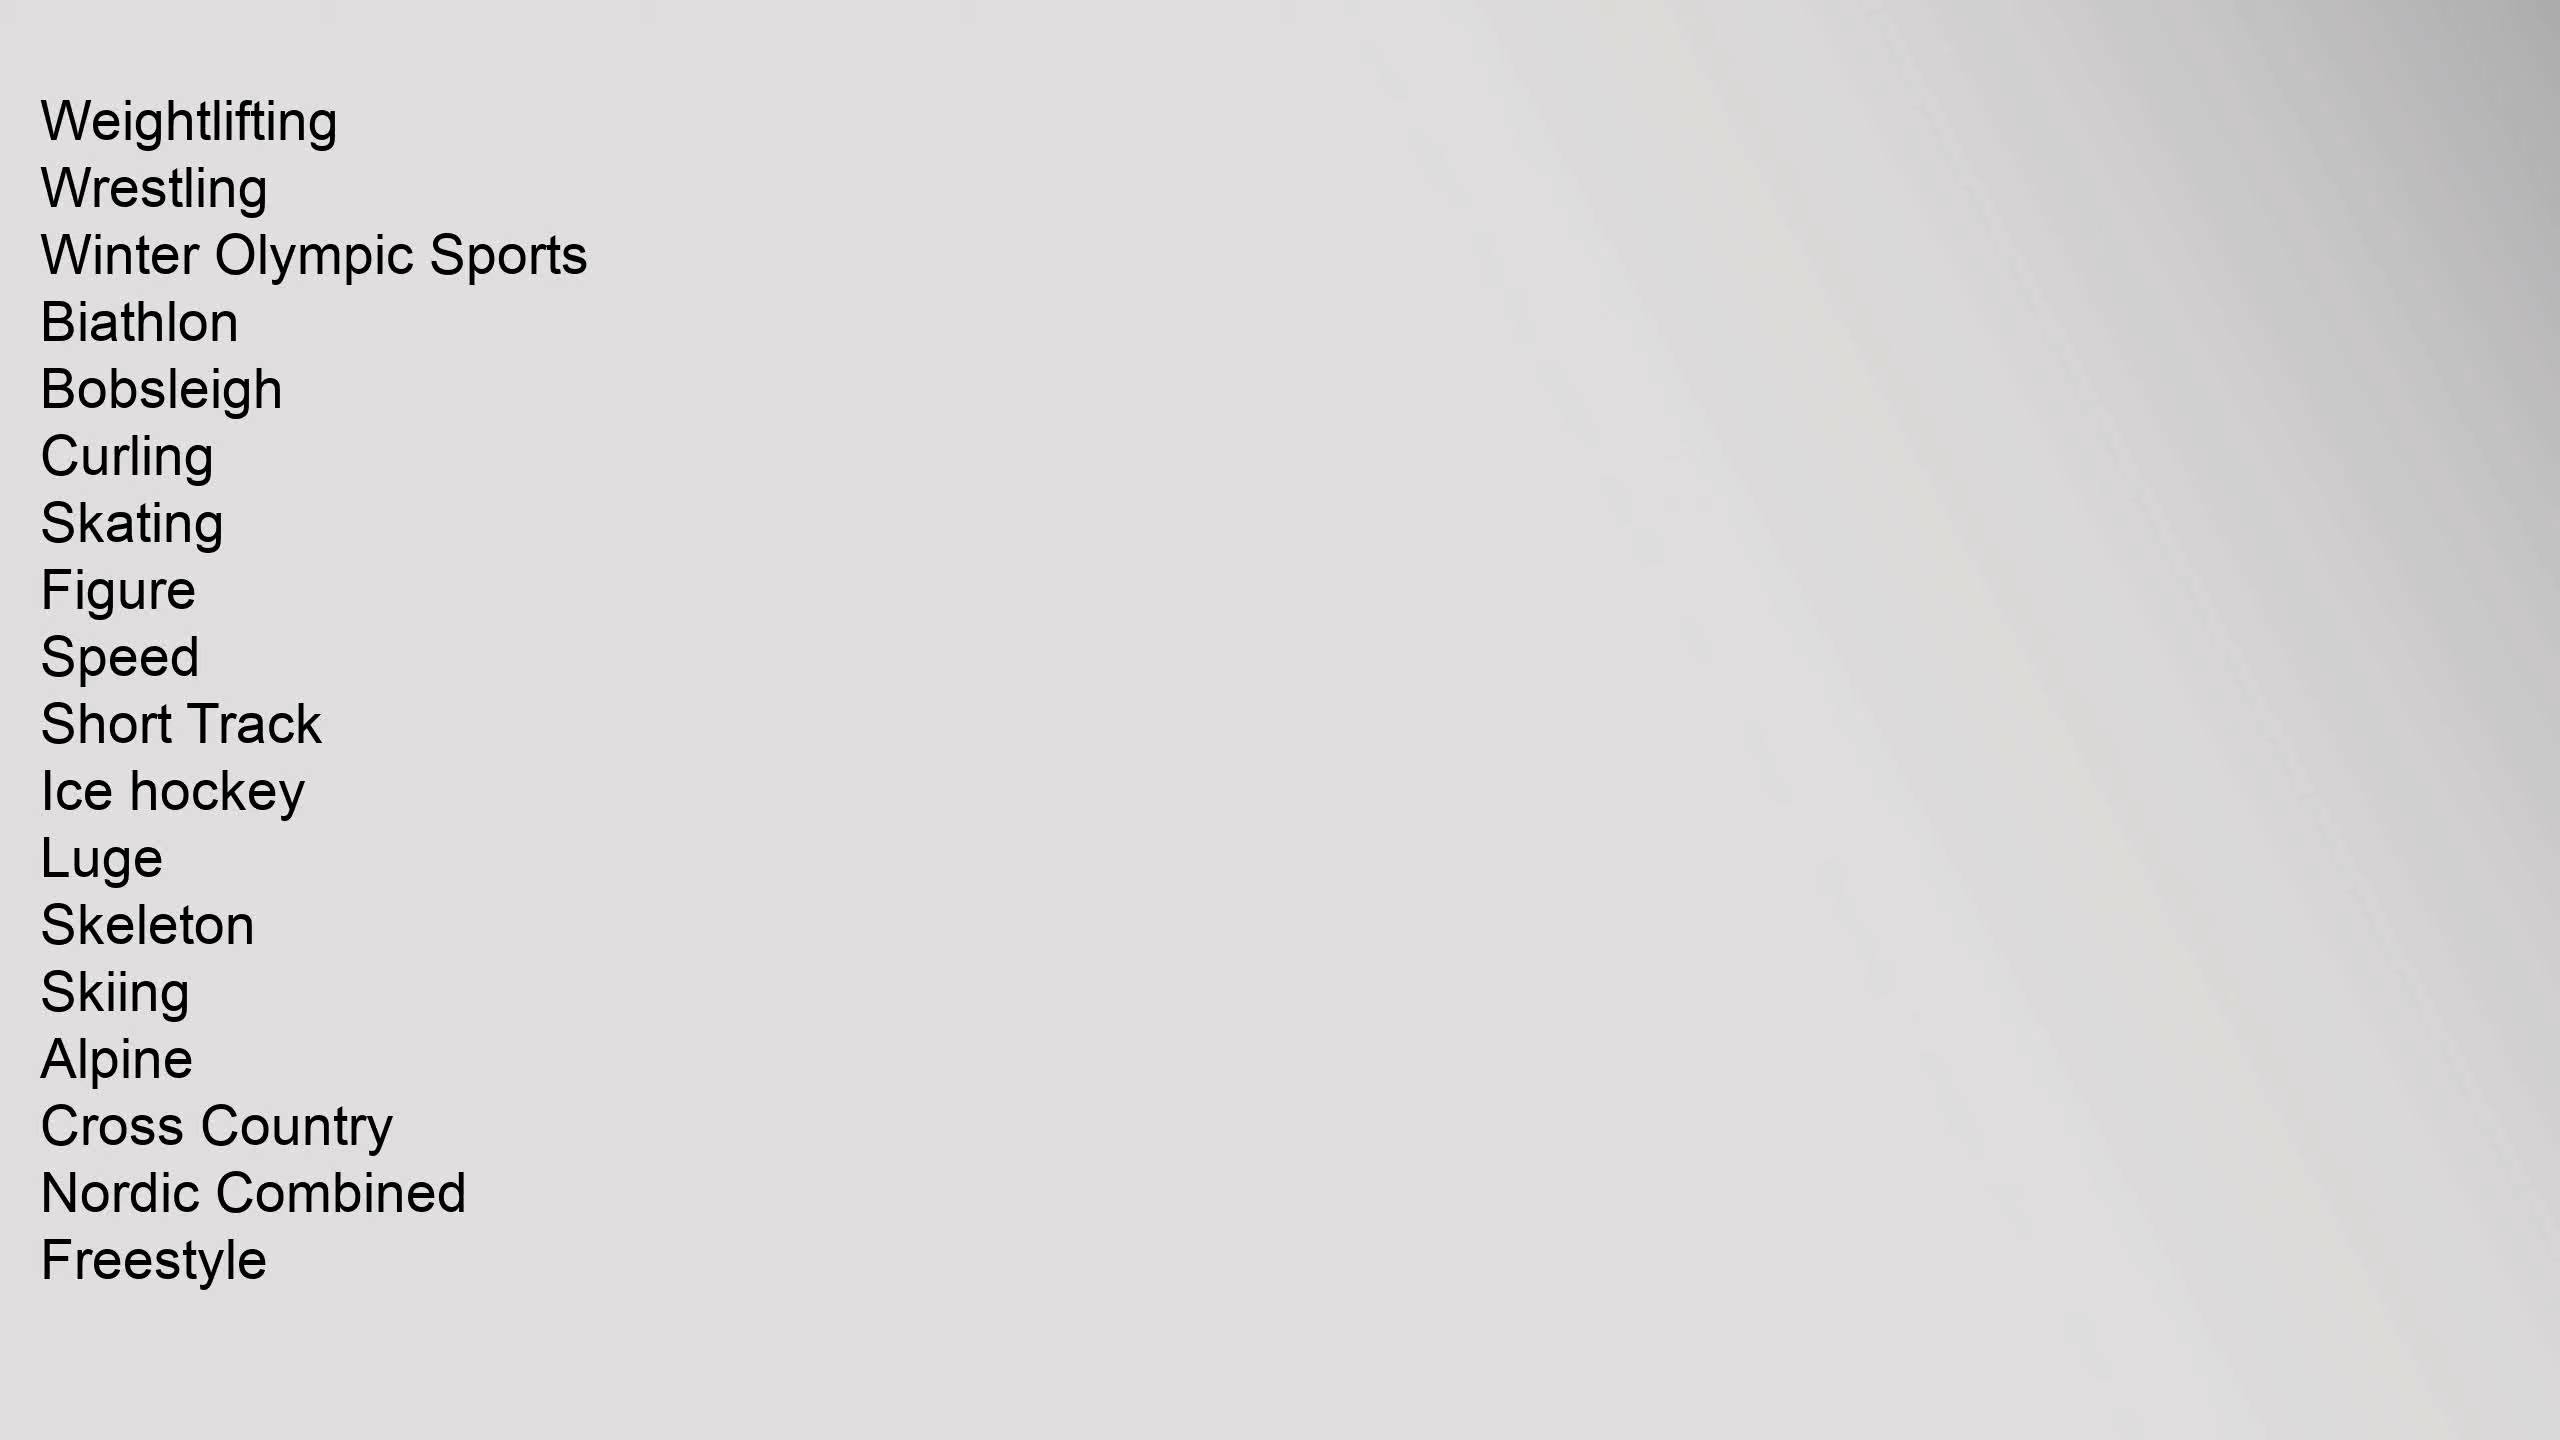 Weightlifting
Wrestling
Winter Olympic Sports
Biathlon
Bobsleigh
Curling
Skating
Figure
Speed
Short Track
Ice hockey
Luge
Skeleton
Skiing
Alpine
Cross Country
Nordic Combined
Freestyle